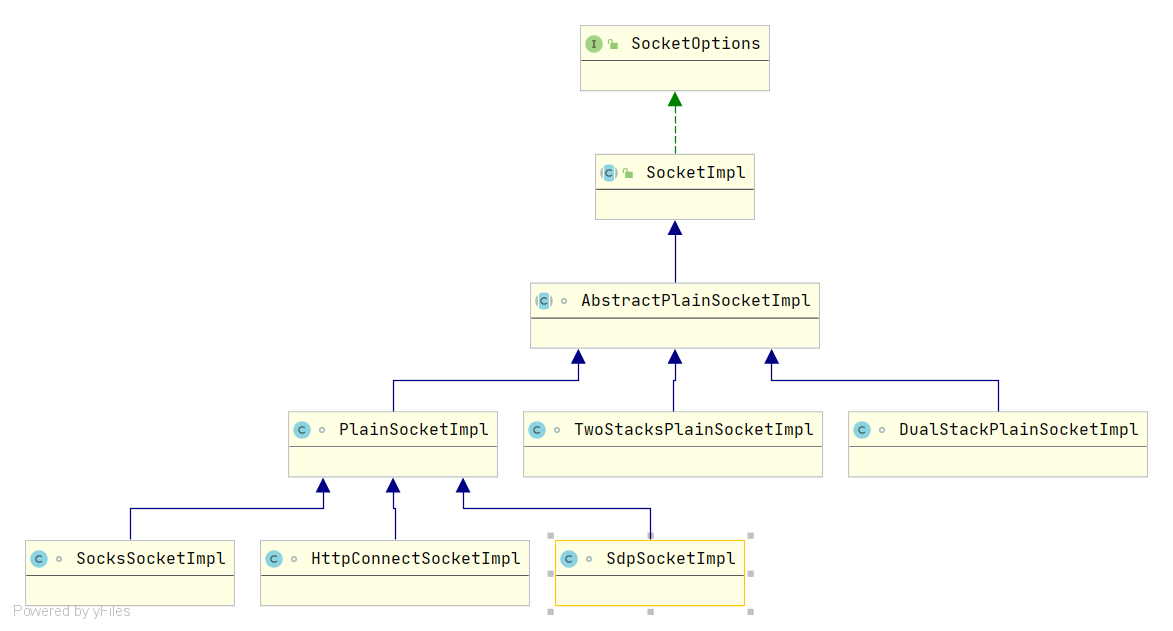 I SocketOptions
C SocketImpl
C AbstractPlainSocketImpl
C PlainSocketImpl
C TwoStacksPlainSocketImpl
C DualStackPlainSocketImpl
C SocksSocketImpl
C HttpConnectSocketImpl
C SdpSocketImpl
Powered by yFiles